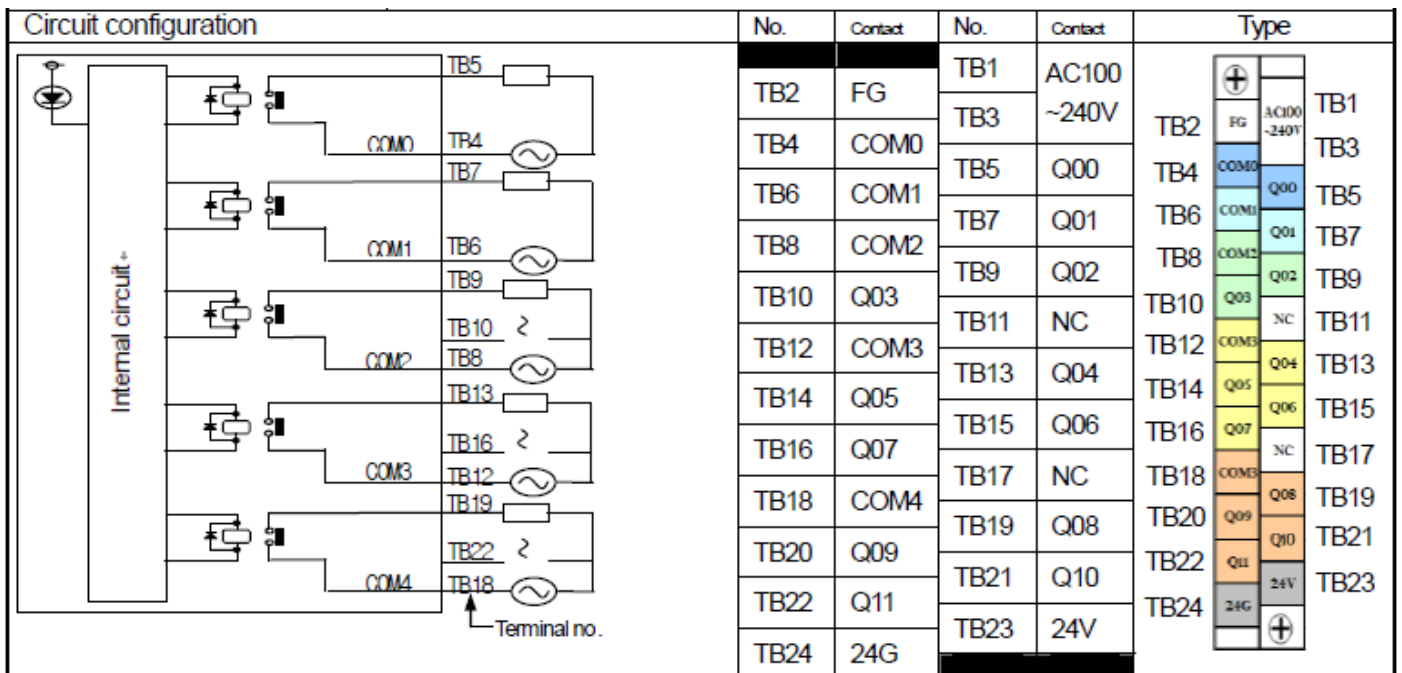 Circuit configuration
No.
Contact
No.
Contact
Type
Internal circuit
TB5
COM0
TB4
TB7
COM1
TB6
TB9
TB10
COM2
TB8
TB13
TB16
COM3
TB12
TB19
TB22
COM4
TB18
Terminal no.
TB2 FG
TB4 COM0
TB6 COM1
TB8 COM2
TB10 Q03
TB12 COM3
TB14 Q05
TB16 Q07
TB18 COM4
TB20 Q09
TB22 Q11
TB24 24G
TB1 AC100
TB3 ~240V
TB5 Q00
TB7 Q01
TB9 Q02
TB11 NC
TB13 Q04
TB15 Q06
TB17 NC
TB19 Q08
TB21 Q10
TB23 24V
TB2 FG
TB4 COM0
TB6 COM1
TB8 COM2
TB10 Q03
TB12 COM3
TB14 Q05
TB16 Q07
TB18 COM3
TB20 Q09
TB22 Q11
TB24 24G
AC100 TB1
~240V TB3
Q00 TB5
Q01 TB7
Q02 TB9
NC TB11
Q04 TB13
Q06 TB15
NC TB17
Q08 TB19
Q10 TB21
24V TB23